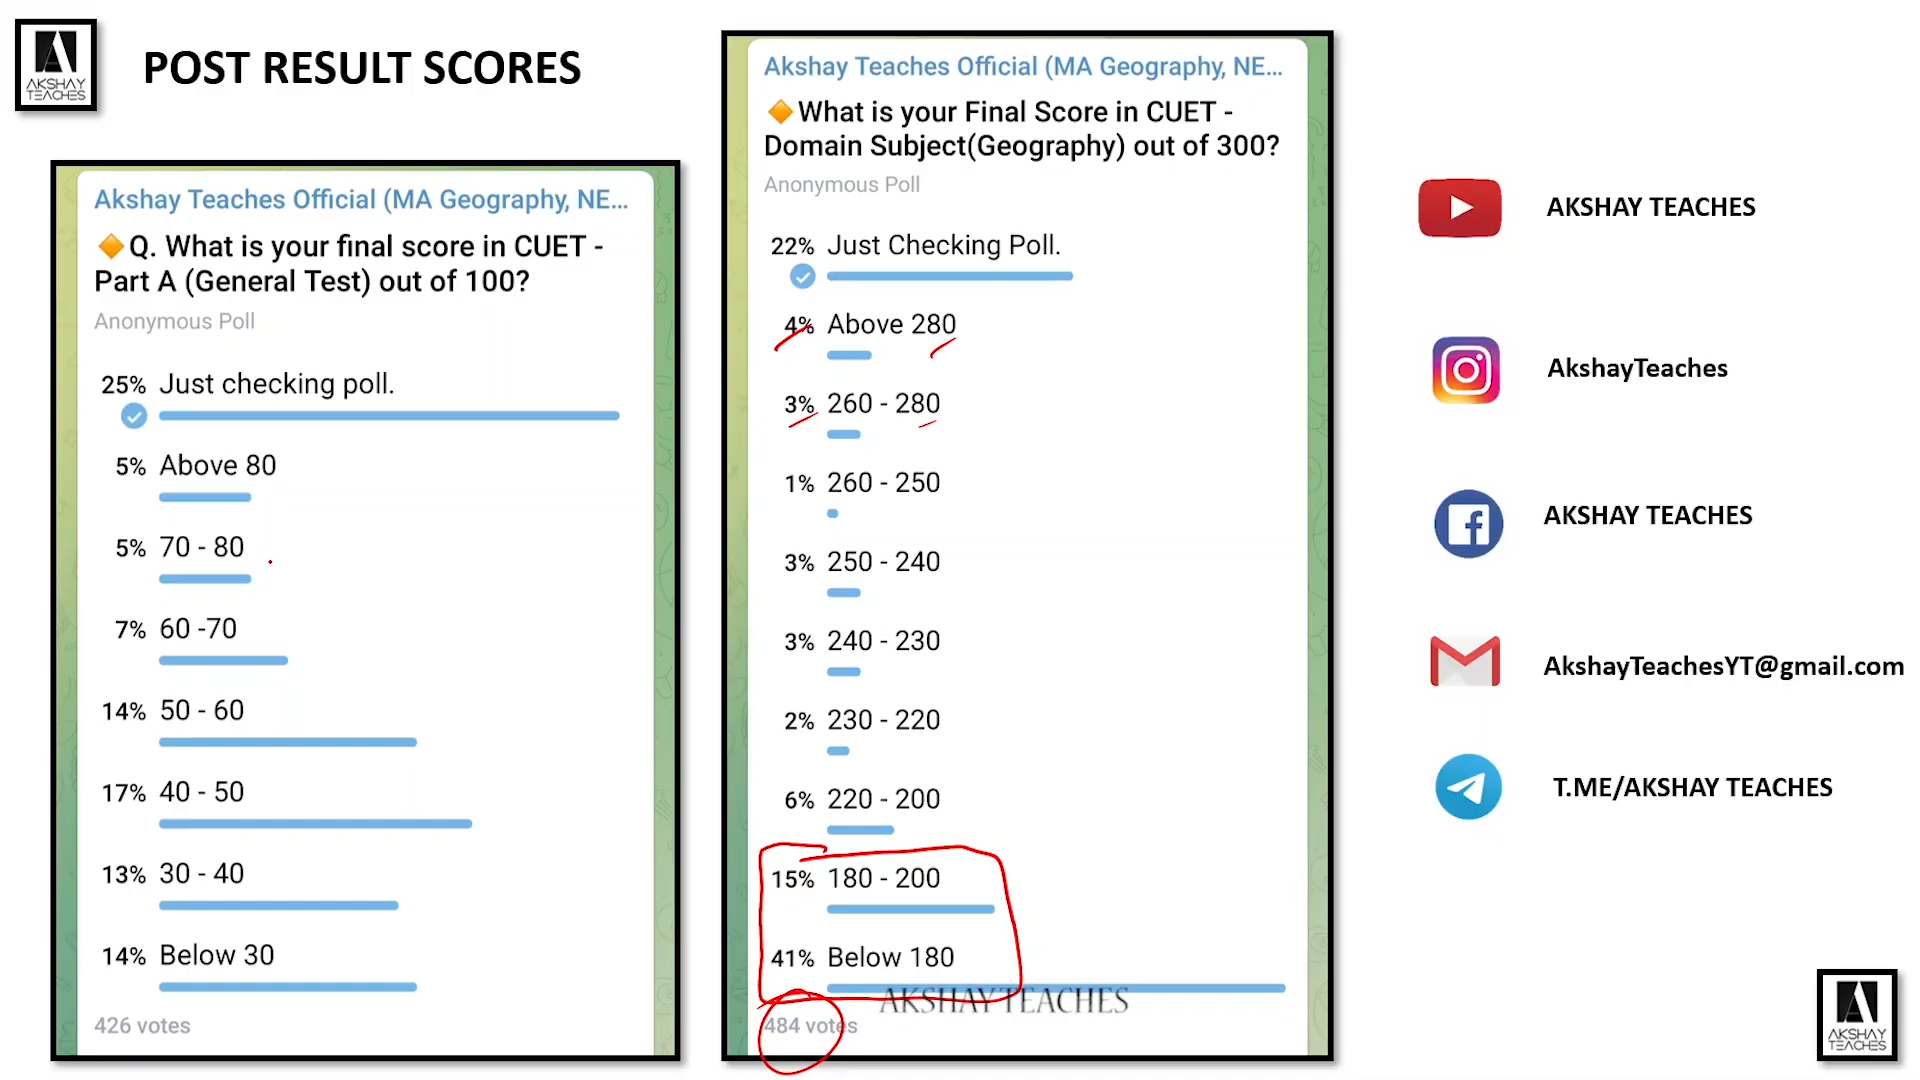 AKSHAY
TEACHES
POST RESULT SCORES
Akshay Teaches Official (MA Geography, NE...
Q. What is your final score in CUET -
Part A (General Test) out of 100?
Anonymous Poll
25% Just checking poll.
5% Above 80
5% 70 - 80
7% 60 -70
14% 50 - 60
17% 40 - 50
13% 30 - 40
14% Below 30
426 votes
Akshay Teaches Official (MA Geography, NE...
What is your Final Score in CUET -
Domain Subject(Geography) out of 300?
Anonymous Poll
22% Just Checking Poll.
4% Above 280
3% 260 - 280
1% 260 - 250
3% 250 - 240
3% 240 - 230
2% 230 - 220
6% 220 - 200
15% 180 - 200
41% Below 180
AKSHAY TEACHES
484 votes
AKSHAY TEACHES
AkshayTeaches
AKSHAY TEACHES
AkshayTeachesYT@gmail.com
T.ME/AKSHAY TEACHES
AKSHAY
TEACHES